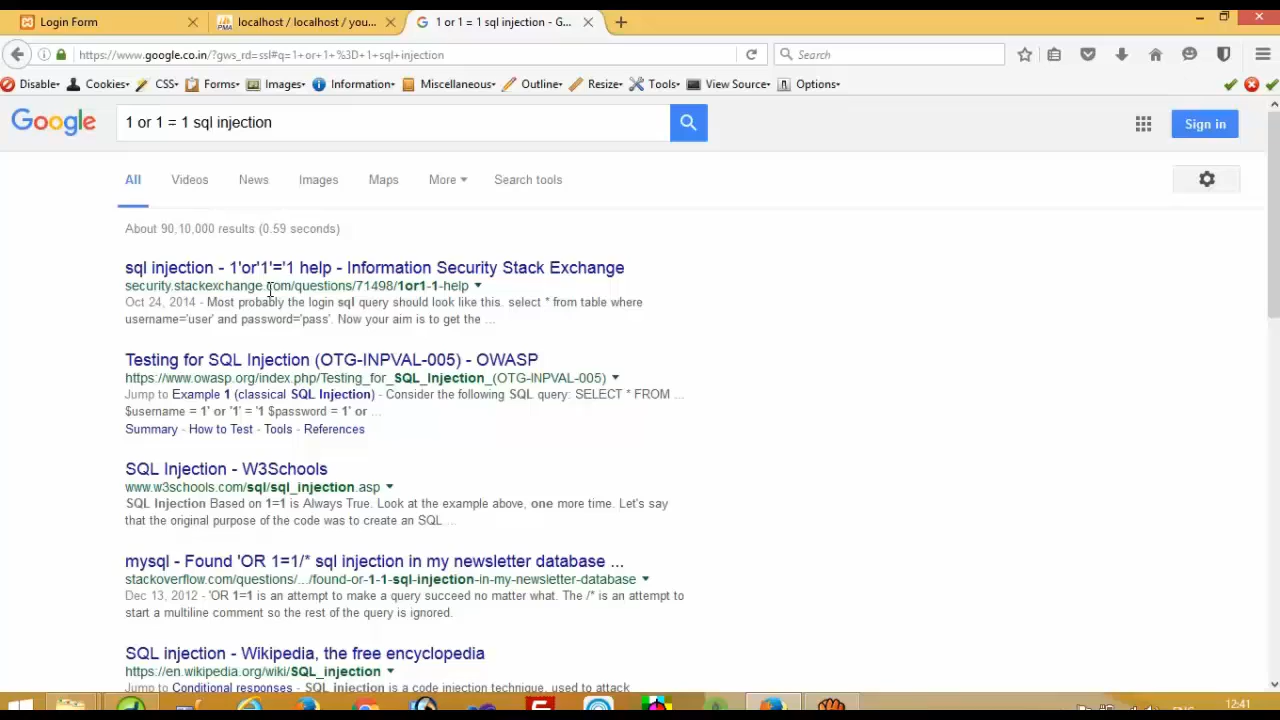 Login Form
localhost / localhost / you...
1 or 1 = 1 sql injection - G...
https://www.google.co.in/?gws_rd=ssl#q=1+or+1+%3D+1+sql+injection
Search
Disable
Cookies
CSS
Forms
Images
Information
Miscellaneous
Outline
Resize
Tools
View Source
Options
Google
1 or 1 = 1 sql injection
Sign in
All
Videos
News
Images
Maps
More
Search tools
About 90,10,000 results (0.59 seconds)
sql injection - 1'or'1'='1 help - Information Security Stack Exchange
security.stackexchange.com/questions/71498/1or1-1-help
Oct 24, 2014 - Most probably the login sql query should look like this. select * from table where
username='user' and password='pass'. Now your aim is to get the ...
Testing for SQL Injection (OTG-INPVAL-005) - OWASP
https://www.owasp.org/index.php/Testing_for_SQL_Injection_(OTG-INPVAL-005)
Jump to Example 1 (classical SQL Injection) - Consider the following SQL query: SELECT * FROM ...
$username = 1' or '1' = '1 $password = 1' or ...
Summary - How to Test - Tools - References
SQL Injection - W3Schools
www.w3schools.com/sql/sql_injection.asp
SQL Injection Based on 1=1 is Always True. Look at the example above, one more time. Let's say
that the original purpose of the code was to create an SQL ...
mysql - Found 'OR 1=1/* sql injection in my newsletter database ...
stackoverflow.com/questions/.../found-or-1-1-sql-injection-in-my-newsletter-database
Dec 13, 2012 - 'OR 1=1 is an attempt to make a query succeed no matter what. The /* is an attempt to
start a multiline comment so the rest of the query is ignored.
SQL injection - Wikipedia, the free encyclopedia
https://en.wikipedia.org/wiki/SQL_injection
Jump to Conditional responses - SQL injection is a code injection technique, used to attack
12:41